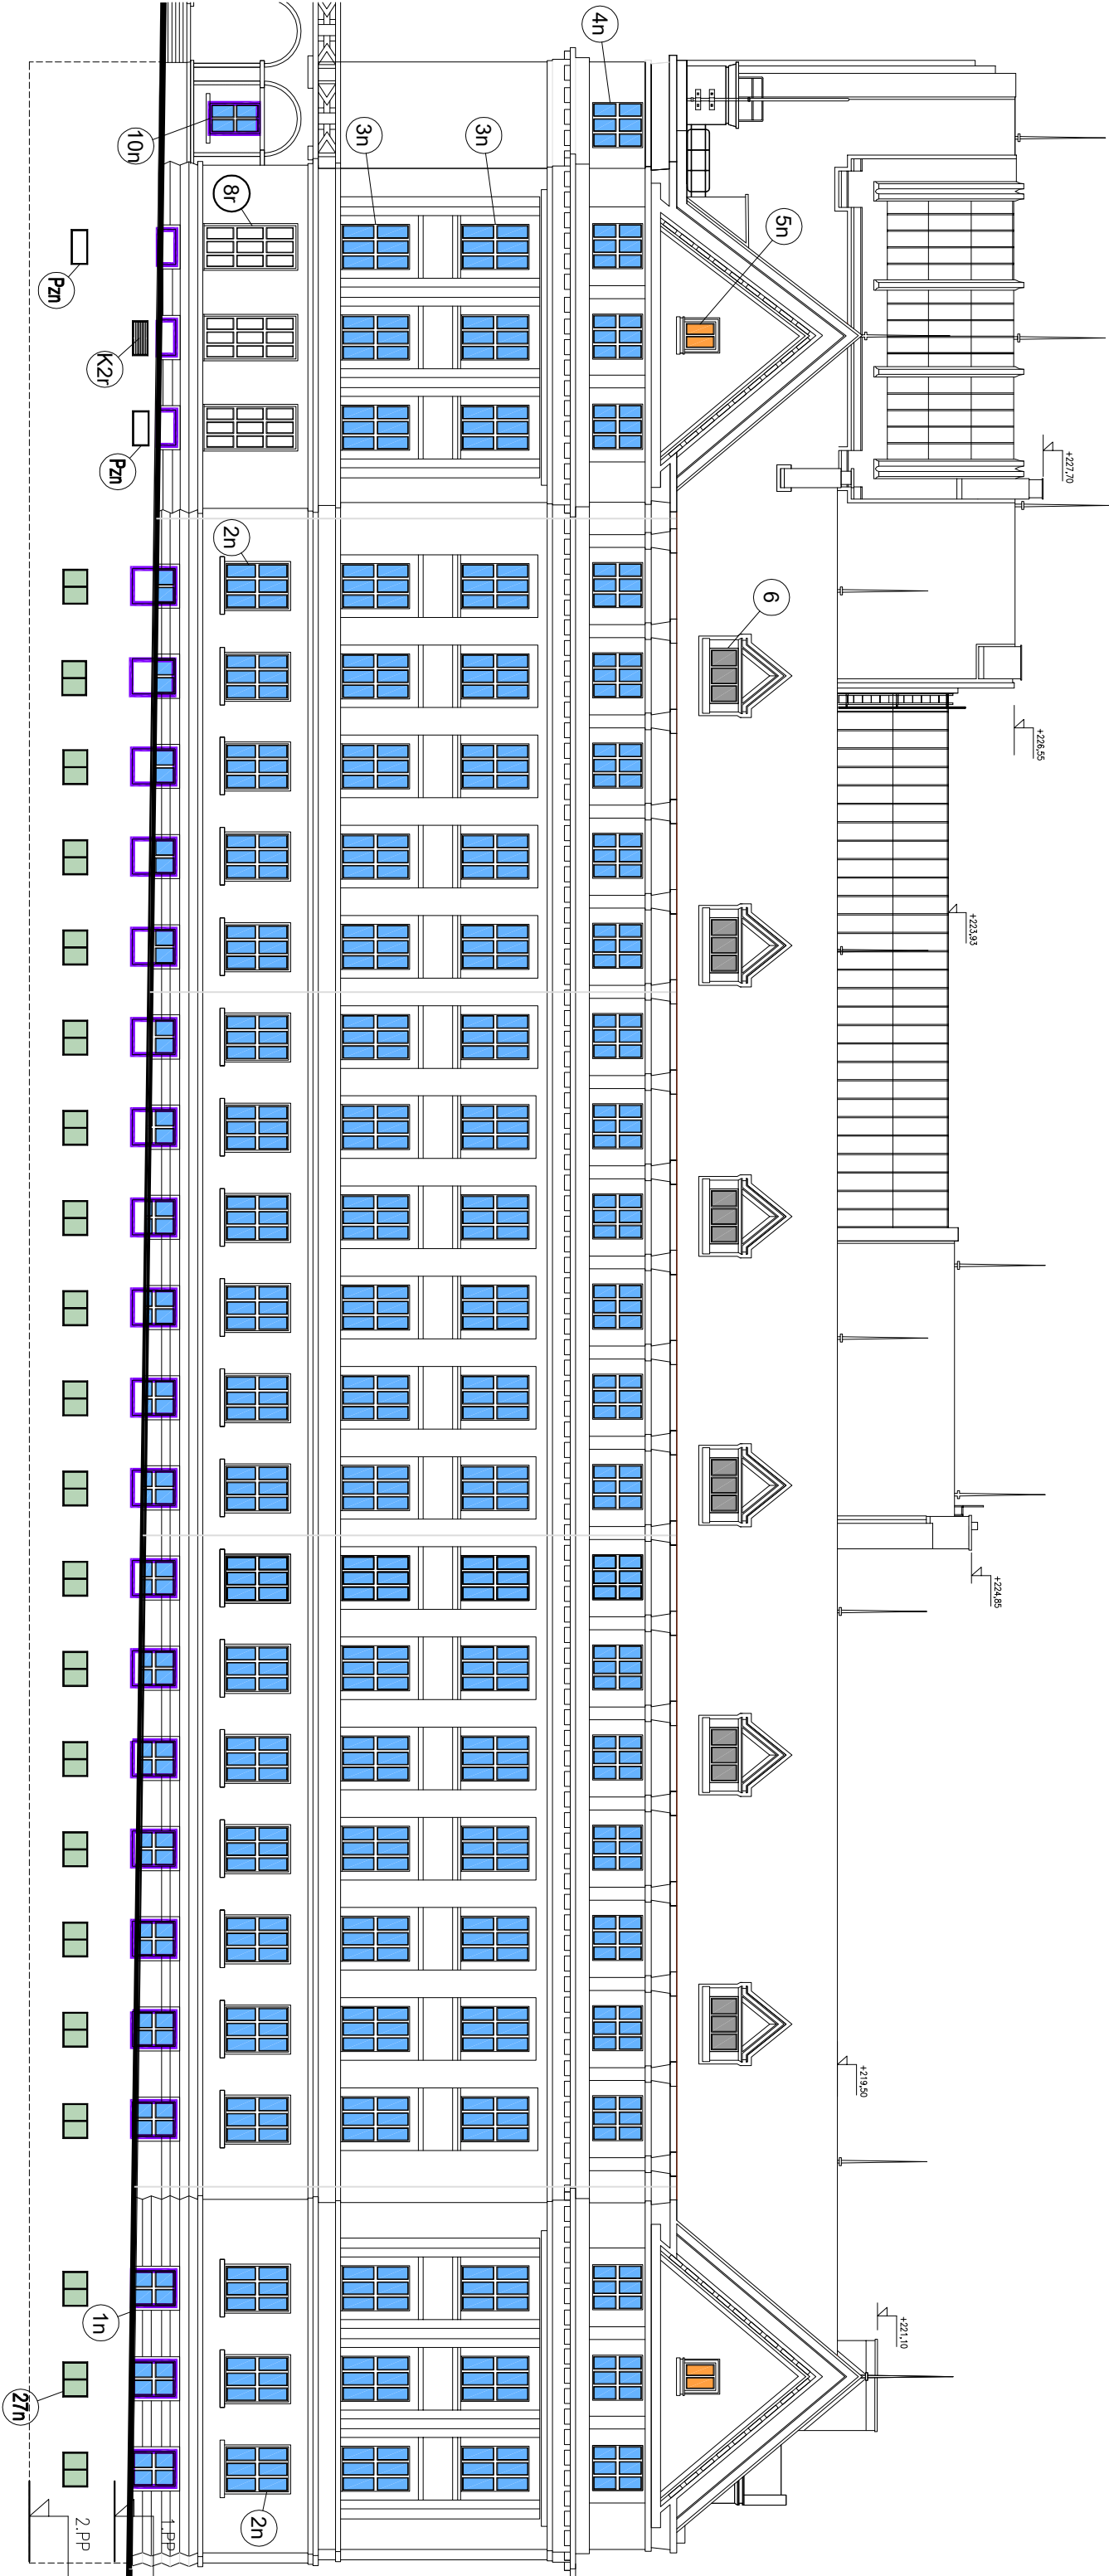 4n
10n
3n
3n
8r
5n
Pzn
K2r
Pzn
+227,70
2n
6
+226,55
+223,93
+224,85
+219,50
+221,10
1n
27n
2n
1.PP
2.PP